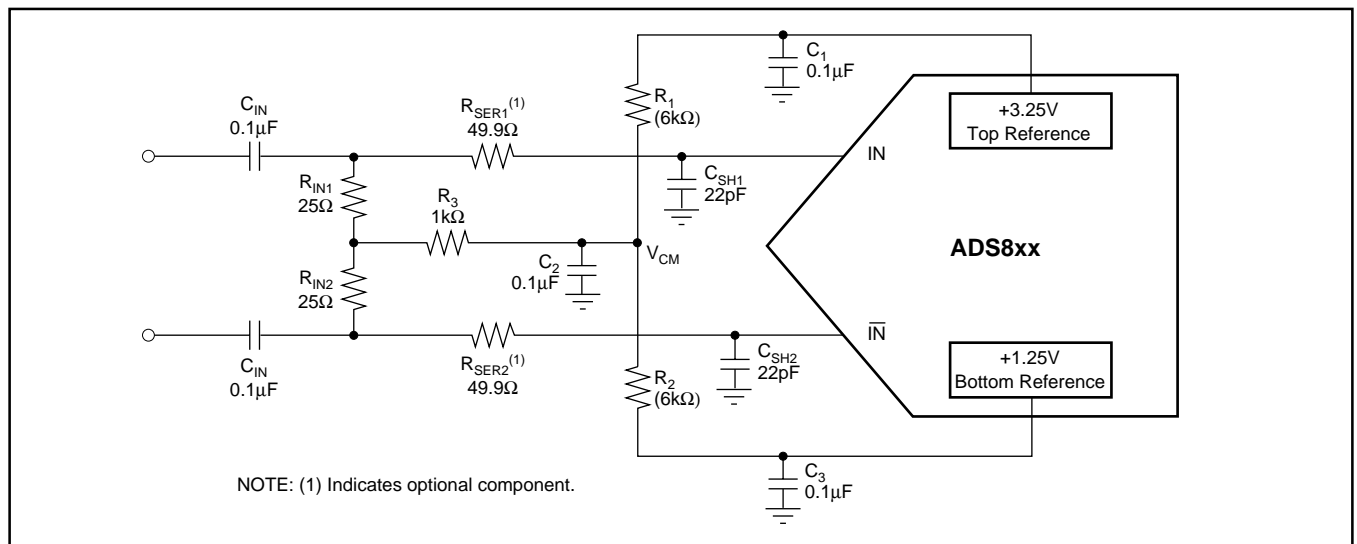 C1
0.1μF
+3.25V
Top Reference
R1
(6kΩ)
CIN
0.1μF
RSER1(1)
49.9Ω
IN
CSH1
22pF
RIN1
25Ω
R3
1kΩ
ADS8xx
VCM
C2
0.1μF
RIN2
25Ω
IN
CIN
0.1μF
RSER2(1)
49.9Ω
CSH2
22pF
R2
(6kΩ)
+1.25V
Bottom Reference
C3
0.1μF
NOTE: (1) Indicates optional component.